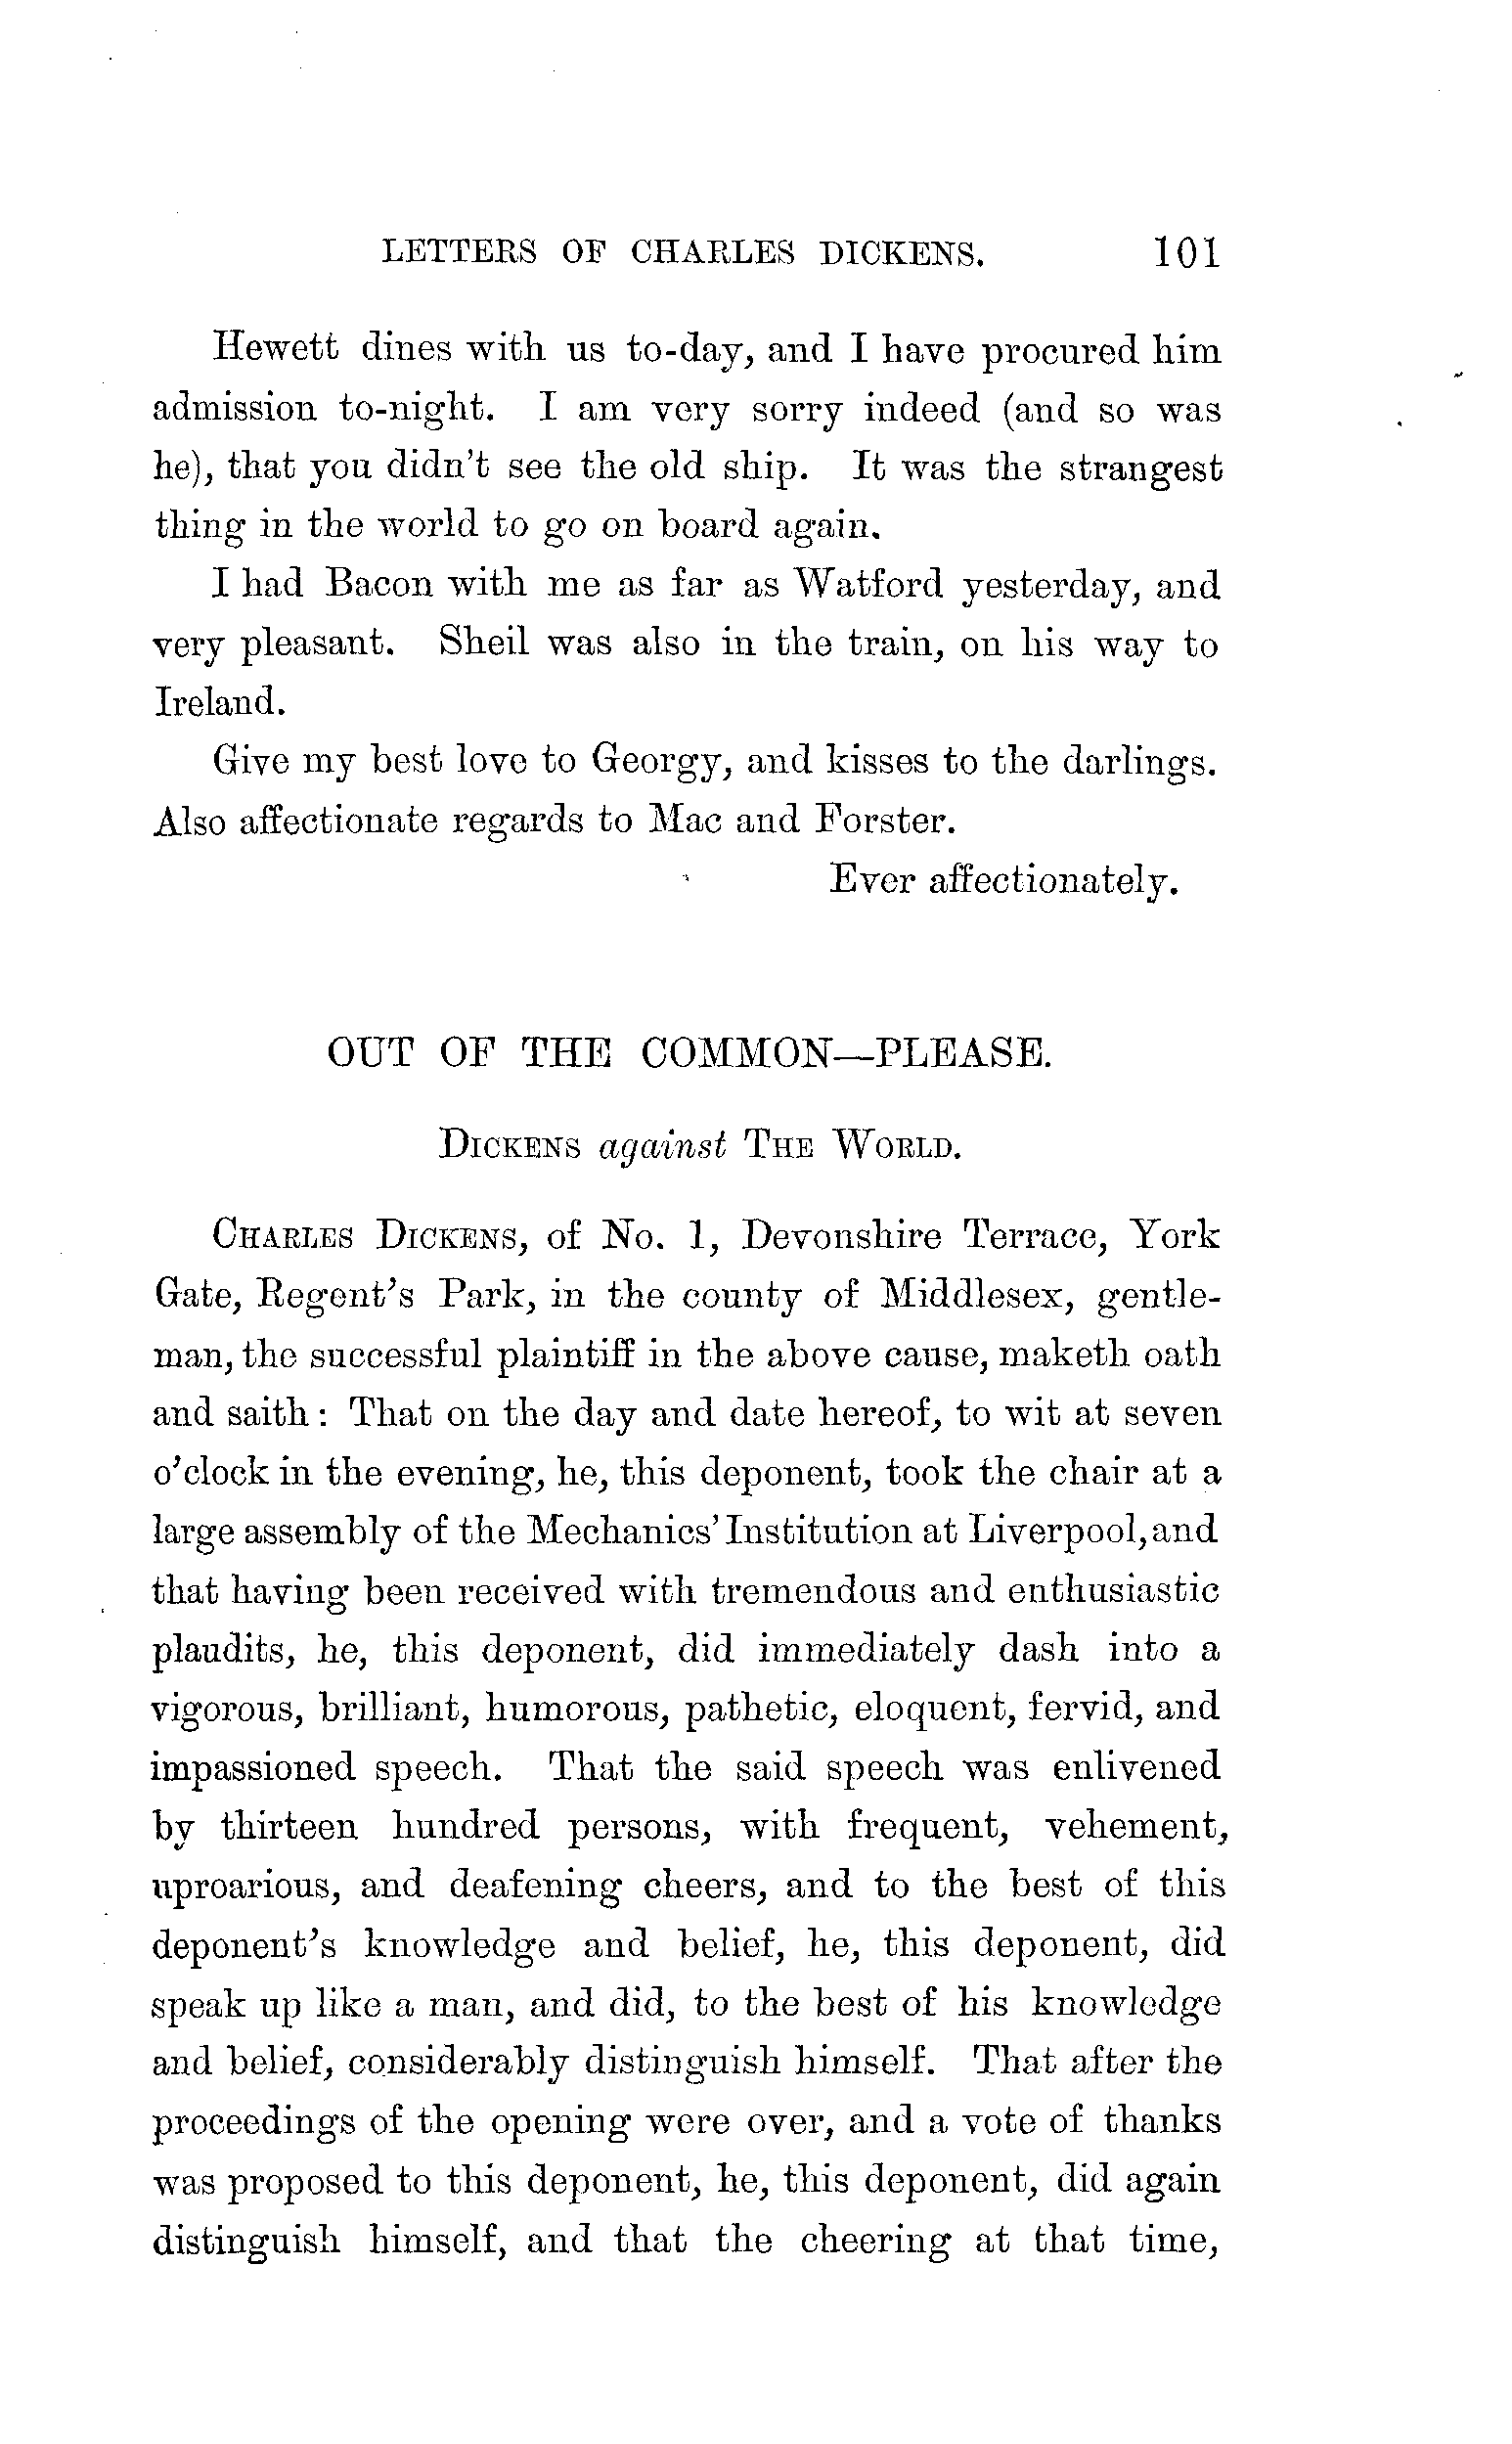 LETTERS OF CHARLES DICKENS. 101
Hewett dines with us to-day, and I have procured him
admission to-night. I am very sorry indeed (and so was
he), that you didn't see the old ship. It was the strangest
thing in the world to go on board again.
I had Bacon with me as far as Watford yesterday, and
very pleasant. Sheil was also in the train, on his way to
Ireland.
Give my best love to Georgy, and kisses to the darlings.
Also affectionate regards to Mac and Forster.
Ever affectionately.
OUT OF THE COMMON—PLEASE.
DICKENS against THE WORLD.
CHARLES DICKENS, of No. 1, Devonshire Terrace, York
Gate, Regent's Park, in the county of Middlesex, gentle-
man, the successful plaintiff in the above cause, maketh oath
and saith: That on the day and date hereof, to wit at seven
o'clock in the evening, he, this deponent, took the chair at a
large assembly of the Mechanics' Institution at Liverpool, and
that having been received with tremendous and enthusiastic
plaudits, he, this deponent, did immediately dash into a
vigorous, brilliant, humorous, pathetic, eloquent, fervid, and
impassioned speech. That the said speech was enlivened
by thirteen hundred persons, with frequent, vehement,
uproarious, and deafening cheers, and to the best of this
deponent's knowledge and belief, he, this deponent, did
speak up like a man, and did, to the best of his knowledge
and belief, considerably distinguish himself. That after the
proceedings of the opening were over, and a vote of thanks
was proposed to this deponent, he, this deponent, did again
distinguish himself, and that the cheering at that time,